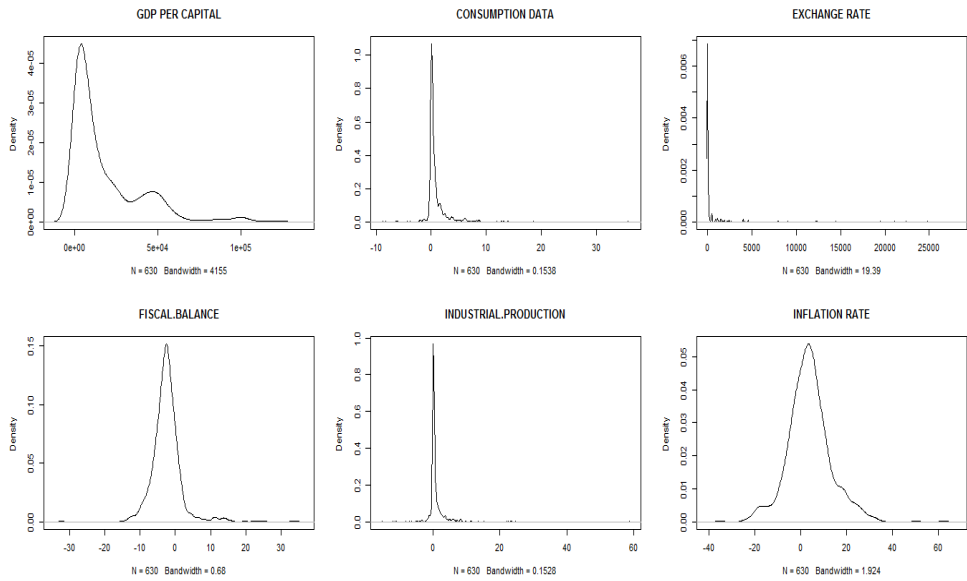 GDP PER CAPITAL
Density
0e+00 1e-05 2e-05 3e-05 4e-05
0e+00 5e+04 1e+05
N = 630 Bandwidth = 4155
CONSUMPTION DATA
Density
0.0 0.2 0.4 0.6 0.8 1.0
-10 0 10 20 30
N = 630 Bandwidth = 0.1538
EXCHANGE RATE
Density
0.000 0.002 0.004 0.006
0 5000 10000 15000 20000 25000
N = 630 Bandwidth = 19.39
FISCAL.BALANCE
Density
0.00 0.05 0.10 0.15
-30 -20 -10 0 10 20 30
N = 630 Bandwidth = 0.68
INDUSTRIAL.PRODUCTION
Density
0.0 0.2 0.4 0.6 0.8 1.0
0 20 40 60
N = 630 Bandwidth = 0.1528
INFLATION RATE
Density
0.00 0.01 0.02 0.03 0.04 0.05
-40 -20 0 20 40 60
N = 630 Bandwidth = 1.924